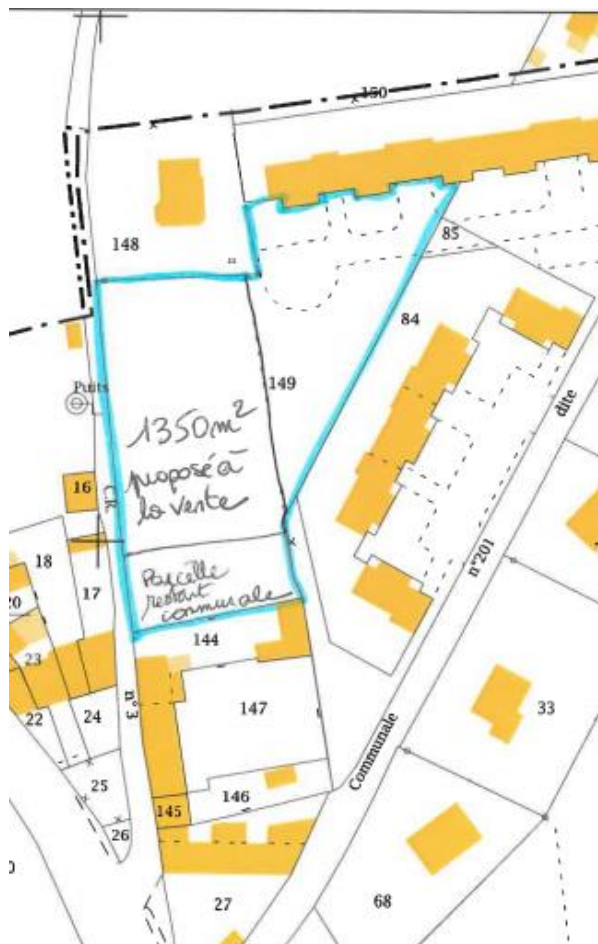 150
85
148
84
149
Puits
1350m²
proposé à
la vente
dite
16
C.R.
n°201
18
Parcelle
restant
communale
17
20
144
23
n°3
147
33
22
24
Communale
25
146
145
26
27
68